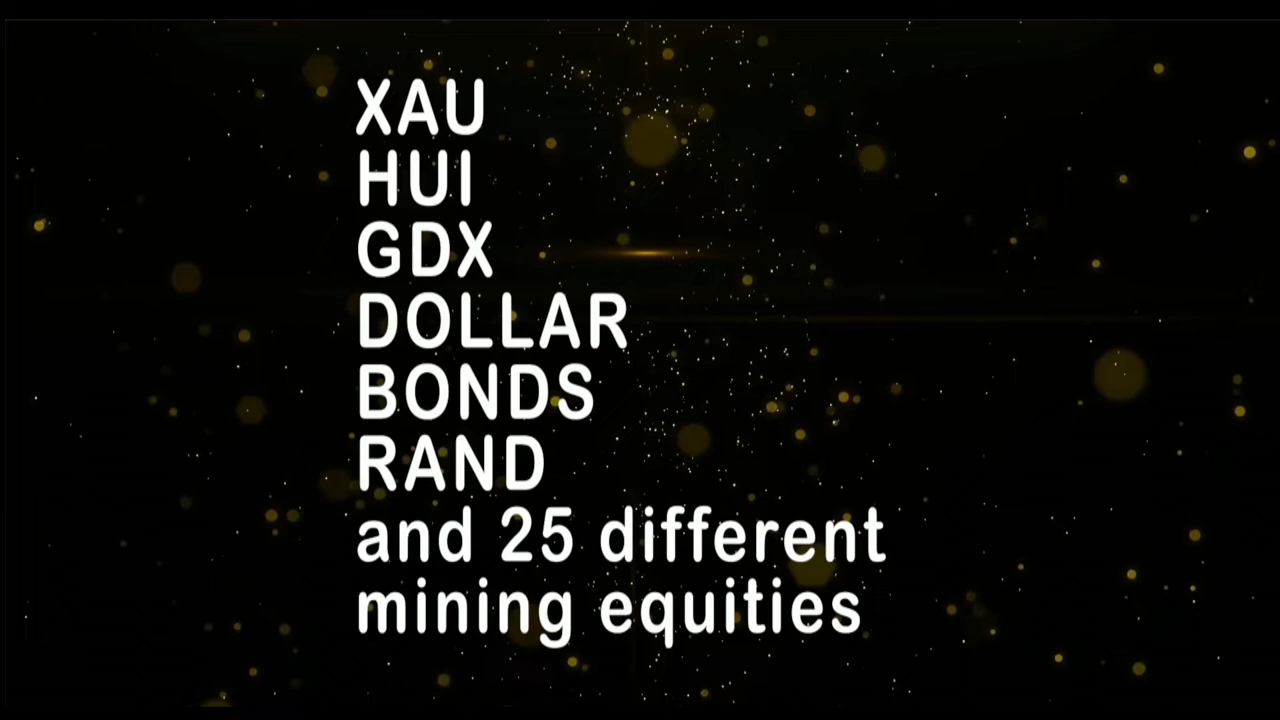 XAU
HUI
GDX
DOLLAR
BONDS
RAND
and 25 different
mining equities